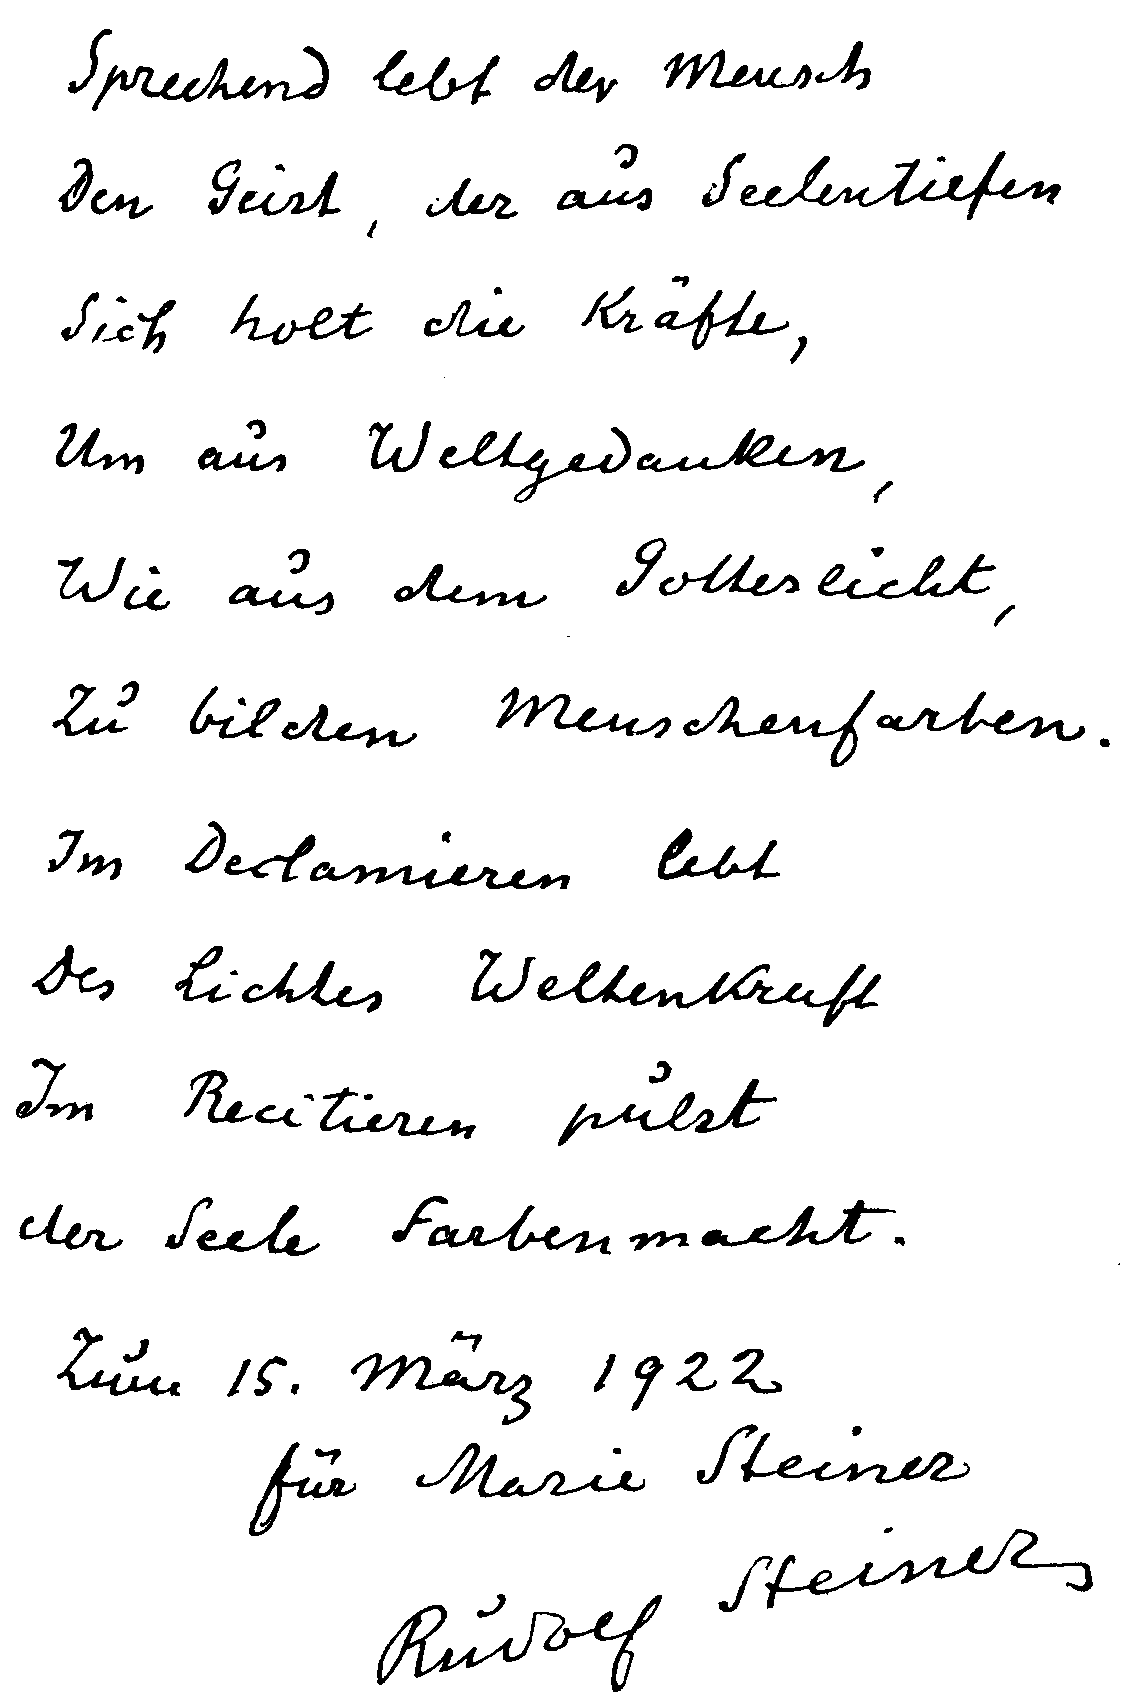 Sprechend lebt der Mensch
Den Geist, der aus Seelentiefen
Sich holt die Kräfte,
Um aus Weltgedanken,
Wie aus dem Gotteslicht,
Zu bilden Menschenfarben.
Im Declamieren lebt
Des Lichtes Weltenkraft
Im Recitieren pulst
der Seele Farbenmacht.
Zum 15. März 1922
für Marie Steiner
Rudolf Steiner